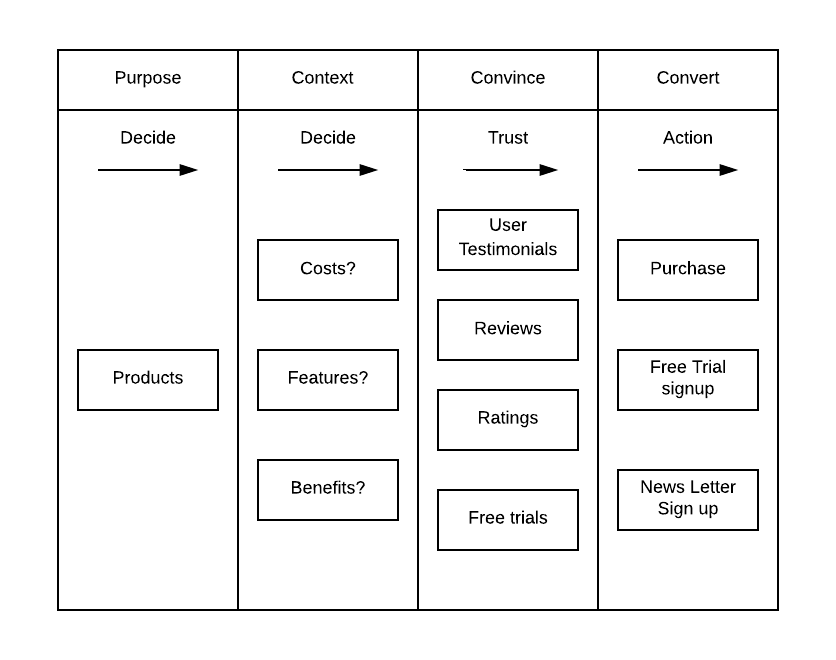 Purpose
Context
Convince
Convert
Decide
Decide
Trust
Action
Products
Costs?
Features?
Benefits?
User
Testimonials
Reviews
Ratings
Free trials
Purchase
Free Trial
signup
News Letter
Sign up